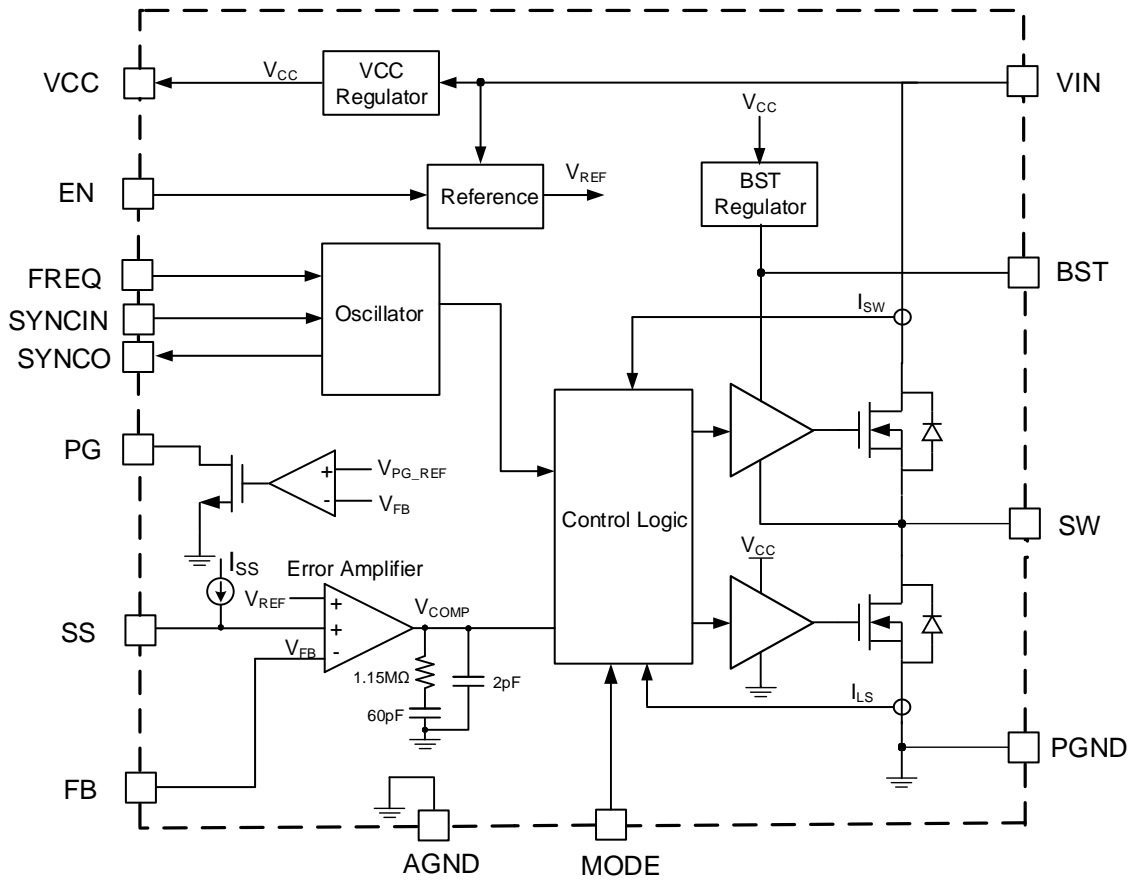 VCC
VCC
VCC
Regulator
VIN
VCC
EN
Reference
VREF
BST
Regulator
FREQ
SYNCIN
SYNCO
Oscillator
BST
ISW
PG
+
-
VPG_REF
VFB
Control Logic
SW
ISS
Error Amplifier
VREF
+
+
-
VCOMP
VCC
SS
VFB
1.15MΩ
2pF
60pF
ILS
PGND
FB
AGND
MODE